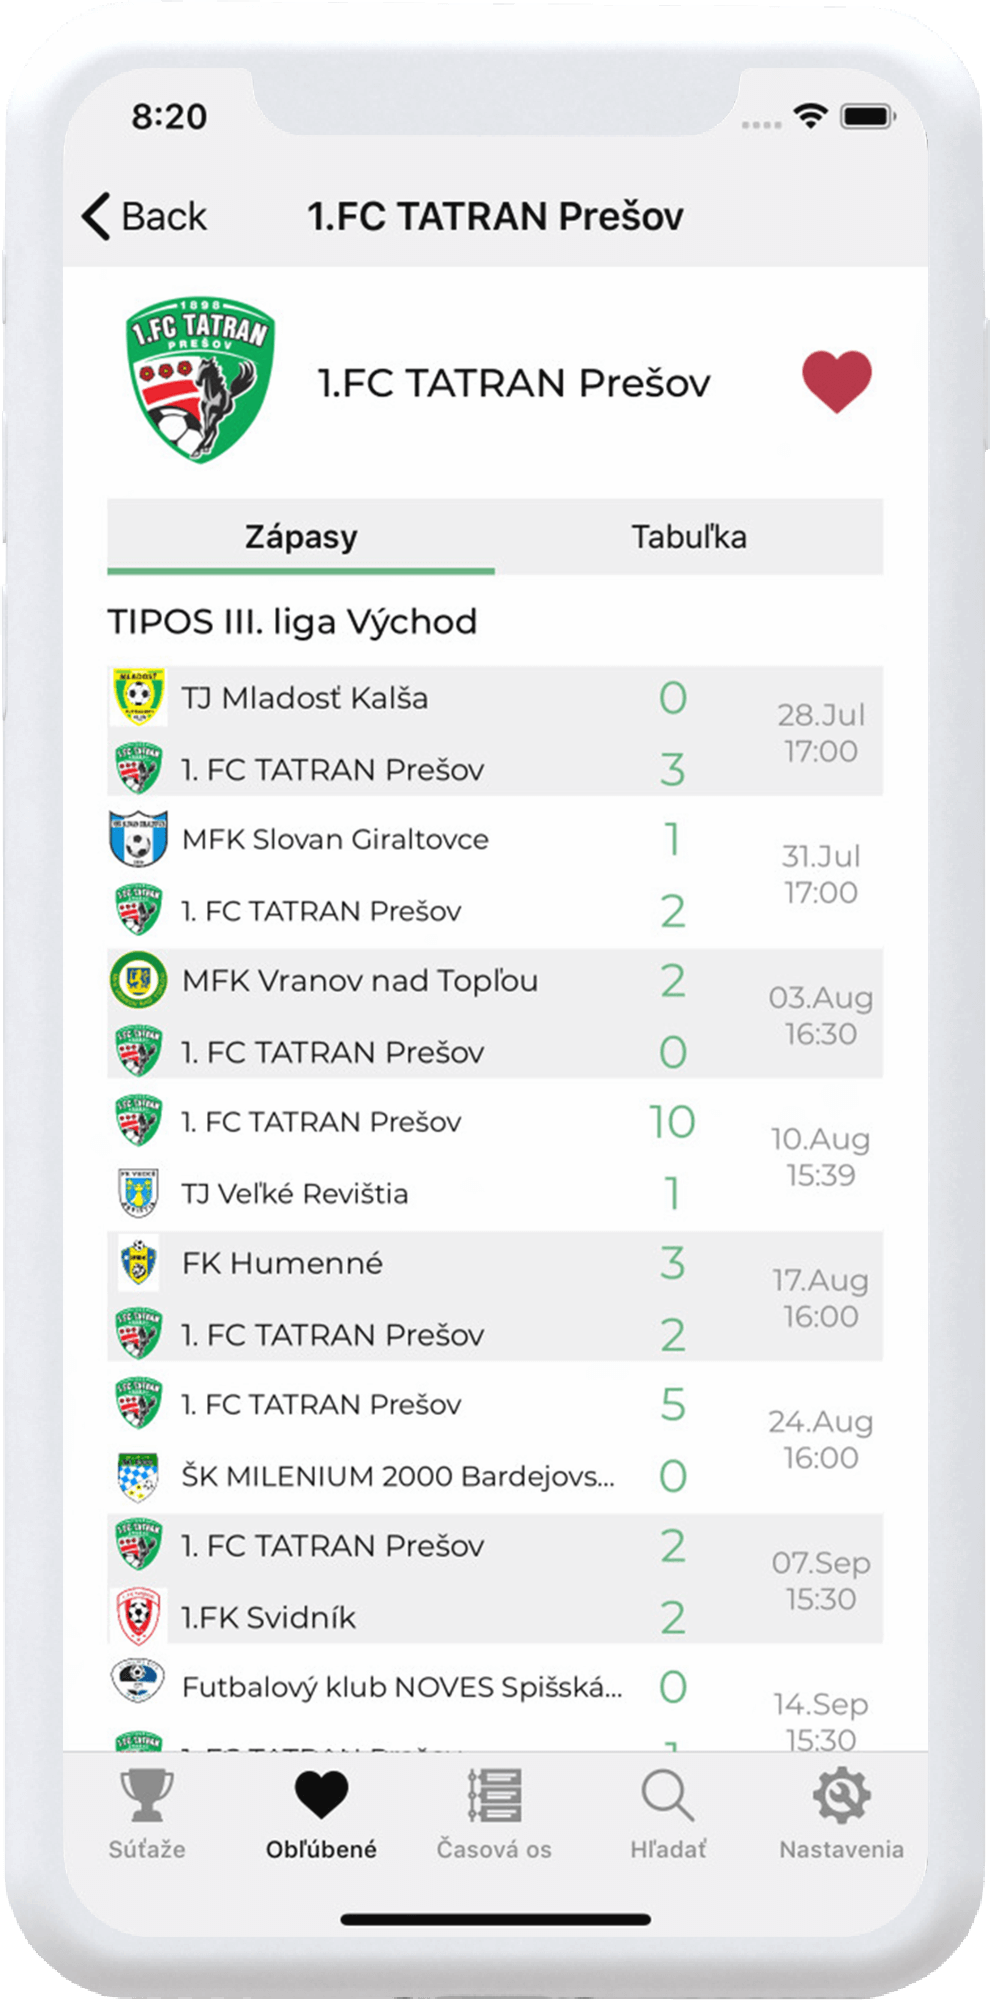 8:20
Back
1.FC TATRAN Prešov
1898
1.FC TATRAN
PREŠOV
1.FC TATRAN Prešov
Zápasy
Tabuľka
TIPOS III. liga Východ
TJ Mladosť Kalša
0
28.Jul
17:00
1. FC TATRAN Prešov
3
MFK Slovan Giraltovce
1
31.Jul
17:00
1. FC TATRAN Prešov
2
MFK Vranov nad Topľou
2
03.Aug
16:30
1. FC TATRAN Prešov
0
1. FC TATRAN Prešov
10
10.Aug
15:39
TJ Veľké Revištia
1
FK Humenné
3
17.Aug
16:00
1. FC TATRAN Prešov
2
1. FC TATRAN Prešov
5
24.Aug
16:00
ŠK MILENIUM 2000 Bardejovs...
0
1. FC TATRAN Prešov
2
07.Sep
15:30
1.FK Svidník
2
Futbalový klub NOVES Spišská...
0
14.Sep
15:30
1. FC TATRAN Prešov
1
Súťaže
Obľúbené
Časová os
Hľadať
Nastavenia